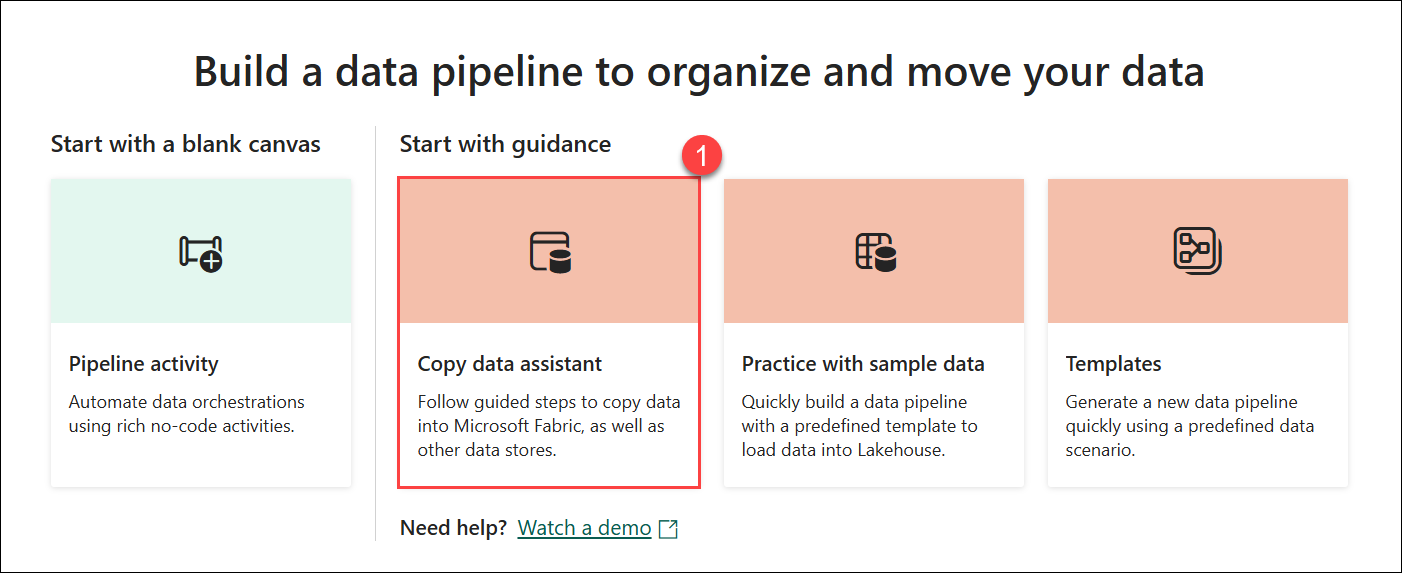 Build a data pipeline to organize and move your data
Start with a blank canvas
Pipeline activity
Automate data orchestrations
using rich no-code activities.
Start with guidance
1
Copy data assistant
Follow guided steps to copy data
into Microsoft Fabric, as well as
other data stores.
Practice with sample data
Quickly build a data pipeline
with a predefined template to
load data into Lakehouse.
Templates
Generate a new data pipeline
quickly using a predefined data
scenario.
Need help? Watch a demo